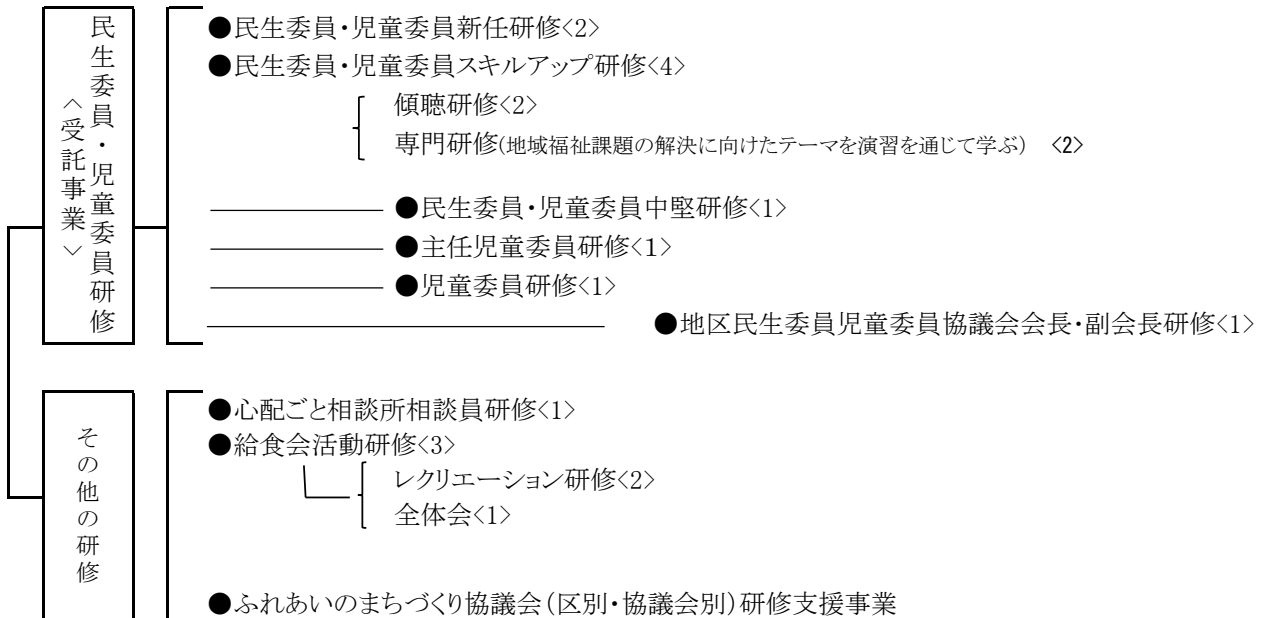 民生委員・児童委員研修
〈受託事業〉
●民生委員・児童委員新任研修<2>
●民生委員・児童委員スキルアップ研修<4>
傾聴研修<2>
専門研修(地域福祉課題の解決に向けたテーマを演習を通じて学ぶ) <2>
●民生委員・児童委員中堅研修<1>
●主任児童委員研修<1>
●児童委員研修<1>
●地区民生委員児童委員協議会会長・副会長研修<1>
その他の研修
●心配ごと相談所相談員研修<1>
●給食会活動研修<3>
レクリエーション研修<2>
全体会<1>
●ふれあいのまちづくり協議会(区別・協議会別)研修支援事業